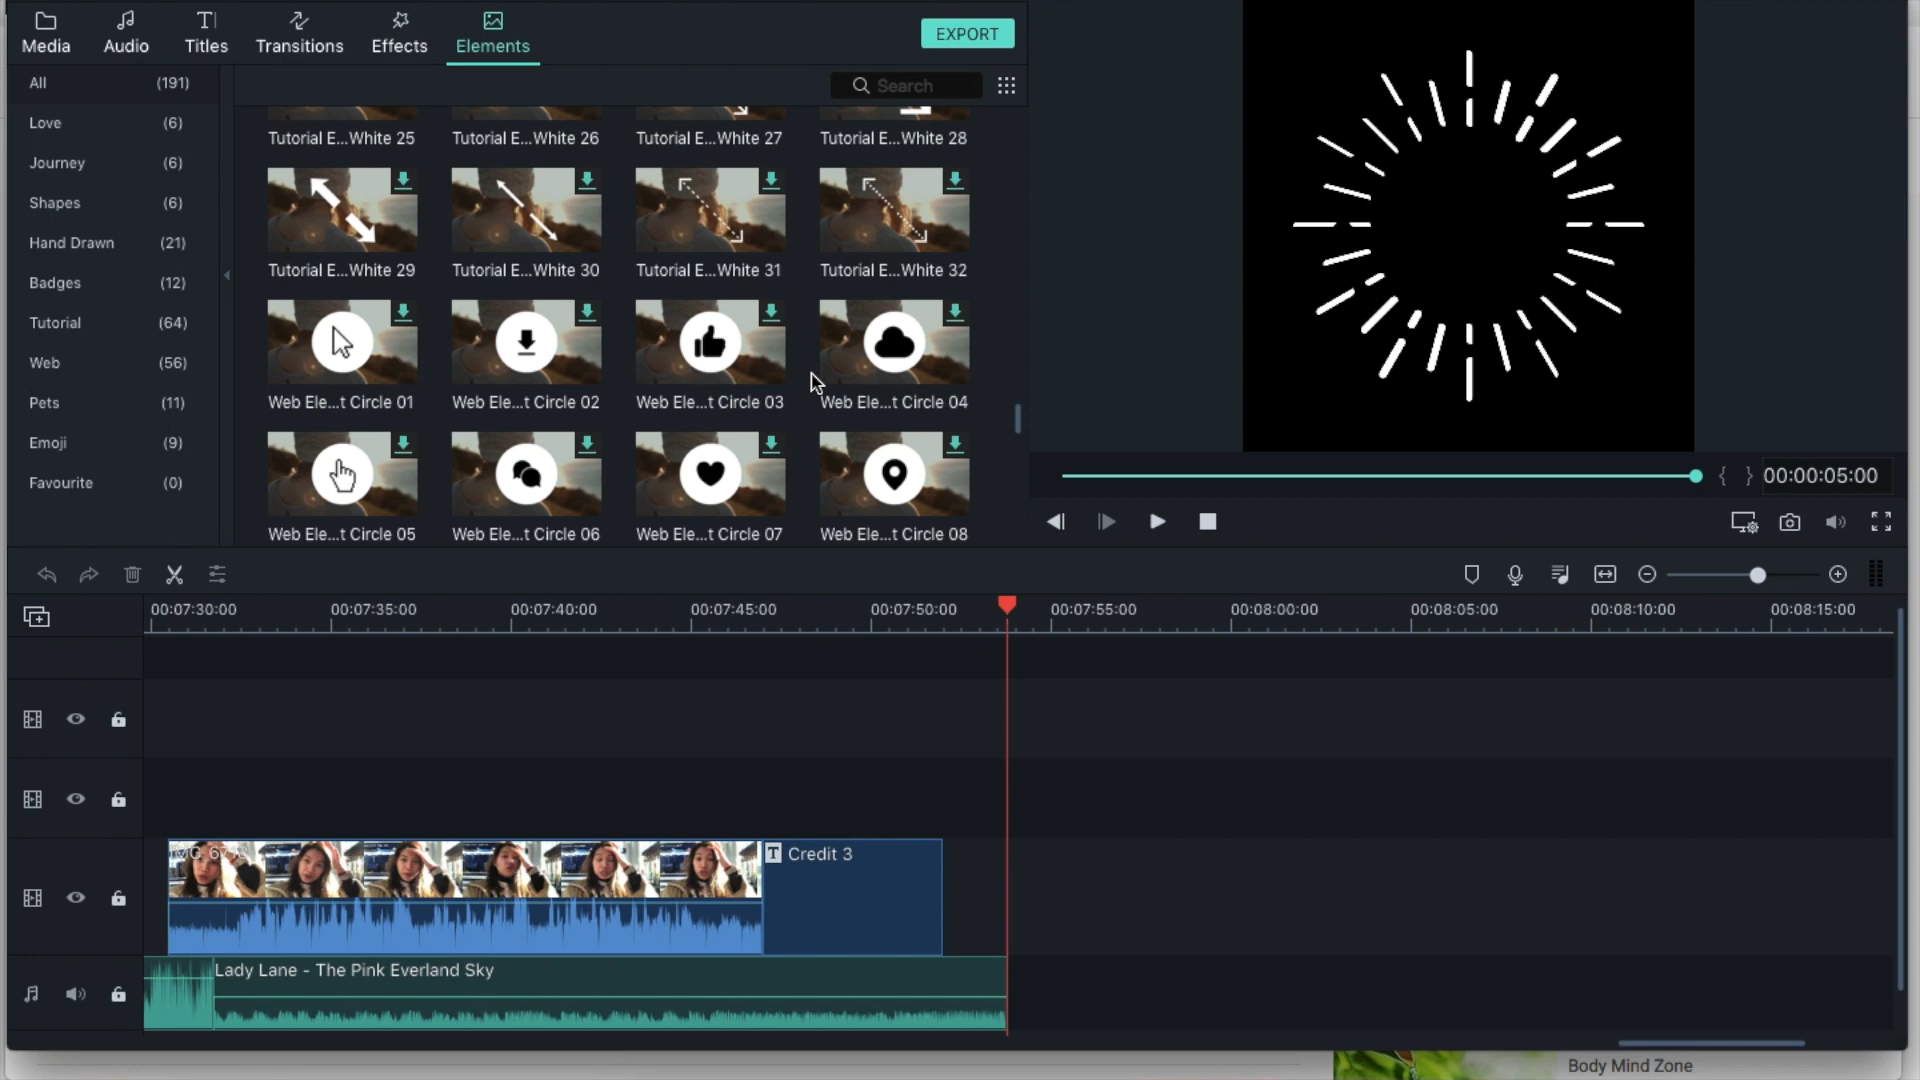 Media
Audio
Titles
Transitions
Effects
Elements
EXPORT
All (191)
Love (6)
Journey (6)
Shapes (6)
Hand Drawn (21)
Badges (12)
Tutorial (64)
Web (56)
Pets (11)
Emoji (9)
Favourite (0)
Search
Tutorial E...White 25
Tutorial E...White 26
Tutorial E...White 27
Tutorial E...White 28
Tutorial E...White 29
Tutorial E...White 30
Tutorial E...White 31
Tutorial E...White 32
Web Ele...t Circle 01
Web Ele...t Circle 02
Web Ele...t Circle 03
Web Ele...t Circle 04
Web Ele...t Circle 05
Web Ele...t Circle 06
Web Ele...t Circle 07
Web Ele...t Circle 08
{ } 00:00:05:00
00:07:30:00 00:07:35:00 00:07:40:00 00:07:45:00 00:07:50:00 00:07:55:00 00:08:00:00 00:08:05:00 00:08:10:00 00:08:15:00
T Credit 3
Lady Lane - The Pink Everland Sky
Body Mind Zone